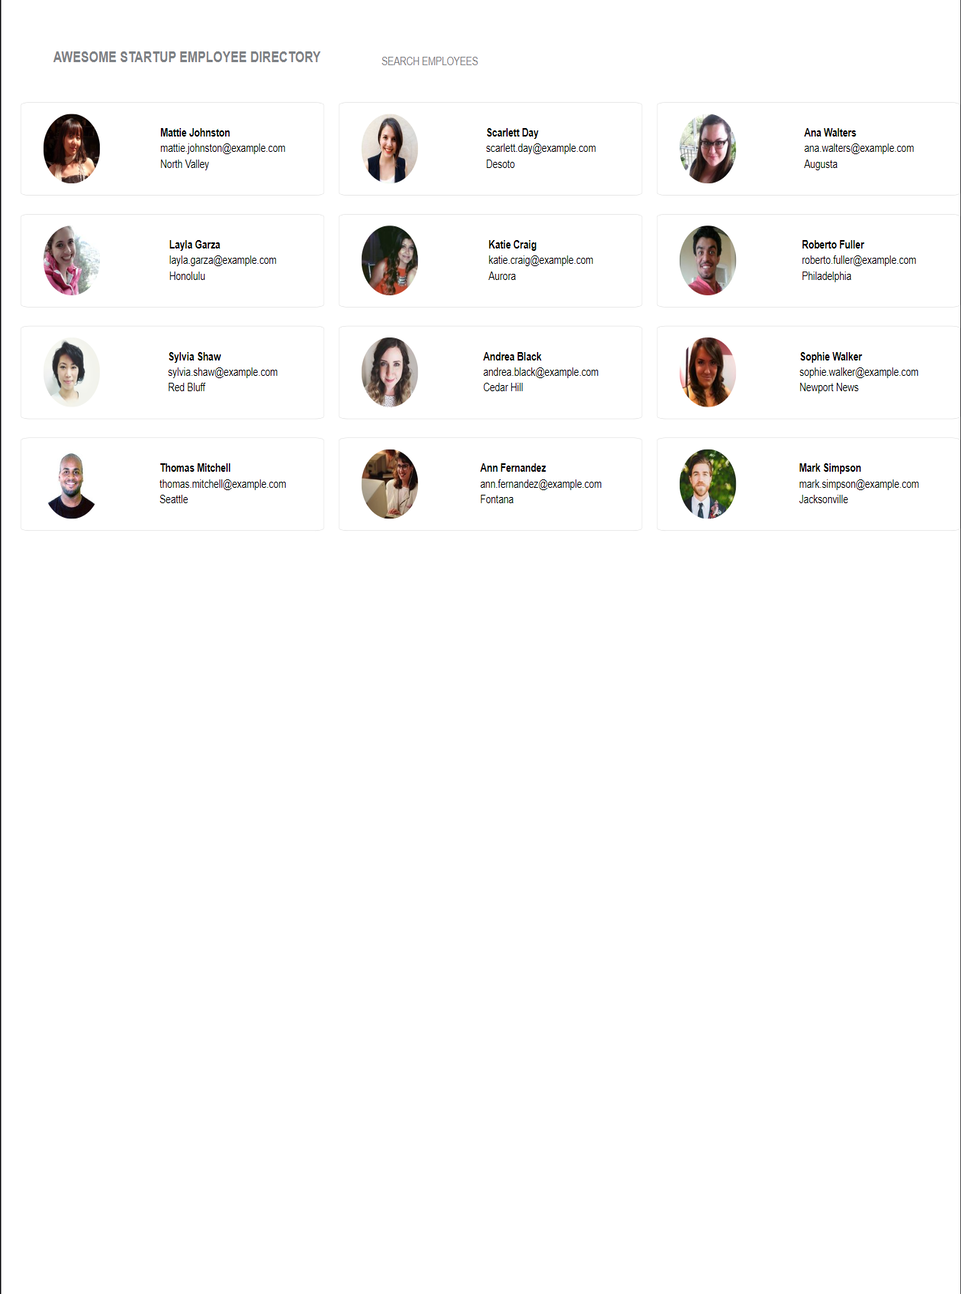 AWESOME STARTUP EMPLOYEE DIRECTORY
SEARCH EMPLOYEES
Mattie Johnston
mattie.johnston@example.com
North Valley
Scarlett Day
scarlett.day@example.com
Desoto
Ana Walters
ana.walters@example.com
Augusta
Layla Garza
layla.garza@example.com
Honolulu
Katie Craig
katie.craig@example.com
Aurora
Roberto Fuller
roberto.fuller@example.com
Philadelphia
Sylvia Shaw
sylvia.shaw@example.com
Red Bluff
Andrea Black
andrea.black@example.com
Cedar Hill
Sophie Walker
sophie.walker@example.com
Newport News
Thomas Mitchell
thomas.mitchell@example.com
Seattle
Ann Fernandez
ann.fernandez@example.com
Fontana
Mark Simpson
mark.simpson@example.com
Jacksonville